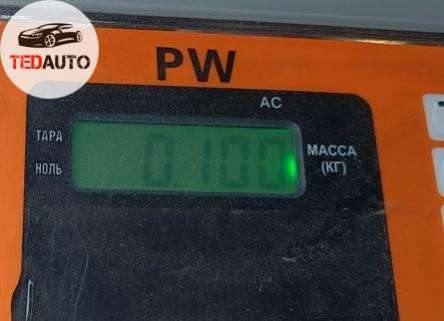 TEDAUTO
PW
AC
ТАРА
НОЛЬ
0.100
МАССА
(КГ)